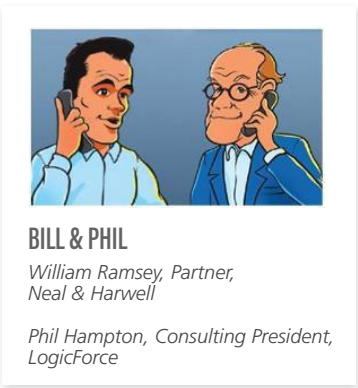 BILL & PHIL
William Ramsey, Partner,
Neal & Harwell
Phil Hampton, Consulting President,
LogicForce